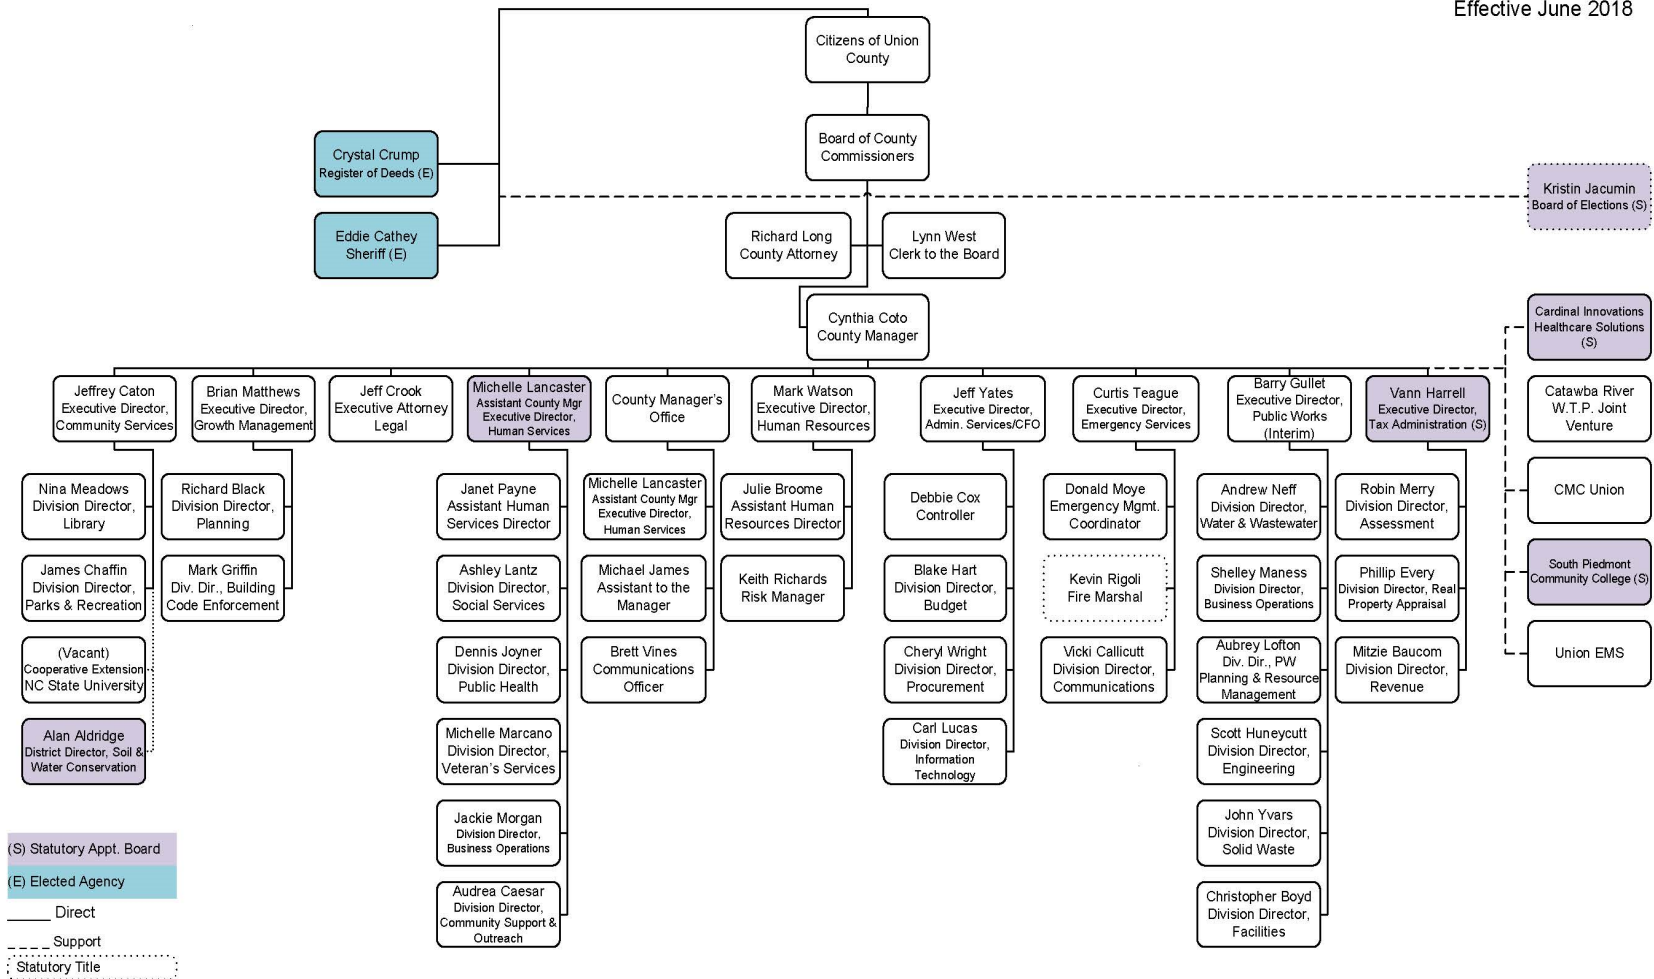 Effective June 2018
Citizens of Union
County
Board of County
Commissioners
Crystal Crump
Register of Deeds (E)
Kristin Jacumin
Board of Elections (S)
Eddie Cathey
Sheriff (E)
Richard Long
County Attorney
Lynn West
Clerk to the Board
Cynthia Coto
County Manager
Cardinal Innovations
Healthcare Solutions
(S)
Jeffrey Caton
Executive Director,
Community Services
Brian Matthews
Executive Director,
Growth Management
Jeff Crook
Executive Attorney
Legal
Michelle Lancaster
Assistant County Mgr
Executive Director,
Human Services
County Manager’s
Office
Mark Watson
Executive Director,
Human Resources
Jeff Yates
Executive Director,
Admin. Services/CFO
Curtis Teague
Executive Director,
Emergency Services
Barry Gullet
Executive Director,
Public Works
(Interim)
Vann Harrell
Executive Director,
Tax Administration (S)
Catawba River
W.T.P. Joint
Venture
Nina Meadows
Division Director,
Library
Richard Black
Division Director,
Planning
Janet Payne
Assistant Human
Services Director
Michelle Lancaster
Assistant County Mgr
Executive Director,
Human Services
Julie Broome
Assistant Human
Resources Director
Debbie Cox
Controller
Donald Moye
Emergency Mgmt.
Coordinator
Andrew Neff
Division Director,
Water & Wastewater
Robin Merry
Division Director,
Assessment
CMC Union
James Chaffin
Division Director,
Parks & Recreation
Mark Griffin
Div. Dir., Building
Code Enforcement
Ashley Lantz
Division Director,
Social Services
Michael James
Assistant to the
Manager
Keith Richards
Risk Manager
Blake Hart
Division Director,
Budget
Kevin Rigoli
Fire Marshal
Shelley Maness
Division Director,
Business Operations
Phillip Every
Division Director, Real
Property Appraisal
South Piedmont
Community College (S)
(Vacant)
Cooperative Extension
NC State University
Dennis Joyner
Division Director,
Public Health
Brett Vines
Communications
Officer
Cheryl Wright
Division Director,
Procurement
Vicki Callicutt
Division Director,
Communications
Aubrey Lofton
Div. Dir., PW
Planning & Resource
Management
Mitzie Baucom
Division Director,
Revenue
Union EMS
Alan Aldridge
District Director, Soil &
Water Conservation
Michelle Marcano
Division Director,
Veteran’s Services
Carl Lucas
Division Director,
Information
Technology
Scott Huneycutt
Division Director,
Engineering
Jackie Morgan
Division Director,
Business Operations
John Yvars
Division Director,
Solid Waste
Audrea Caesar
Division Director,
Community Support &
Outreach
Christopher Boyd
Division Director,
Facilities
(S) Statutory Appt. Board
(E) Elected Agency
Direct
Support
Statutory Title